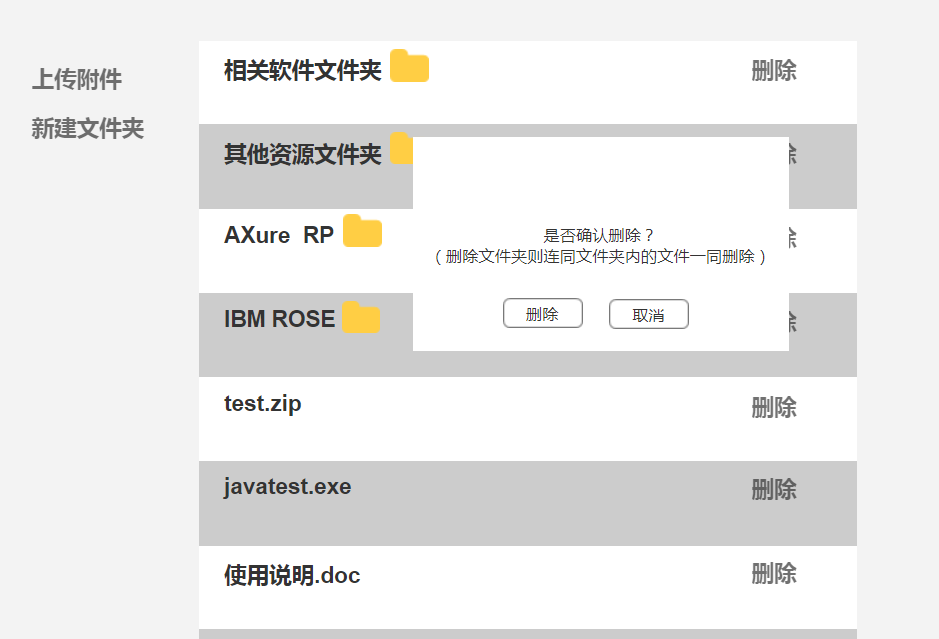 上传附件
新建文件夹
相关软件文件夹 删除
其他资源文件夹 除
AXure RP 除
IBM ROSE 除
是否确认删除？
（删除文件夹则连同文件夹内的文件一同删除）
删除 取消
test.zip 删除
javatest.exe 删除
使用说明.doc 删除